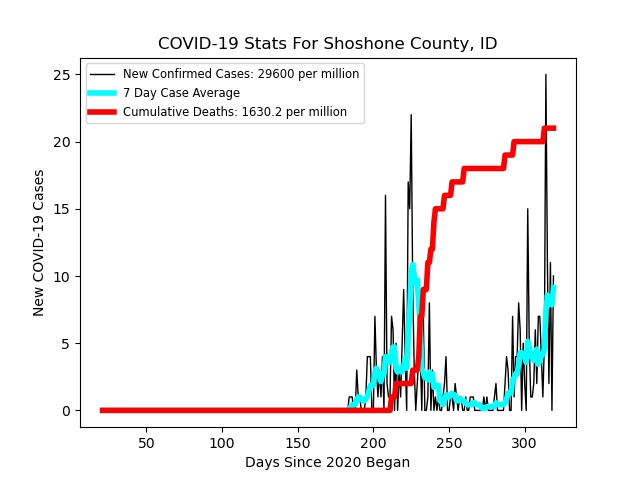 COVID-19 Stats For Shoshone County, ID
New Confirmed Cases: 29600 per million
7 Day Case Average
Cumulative Deaths: 1630.2 per million
New COVID-19 Cases
25
20
15
10
5
0
50 100 150 200 250 300
Days Since 2020 Began